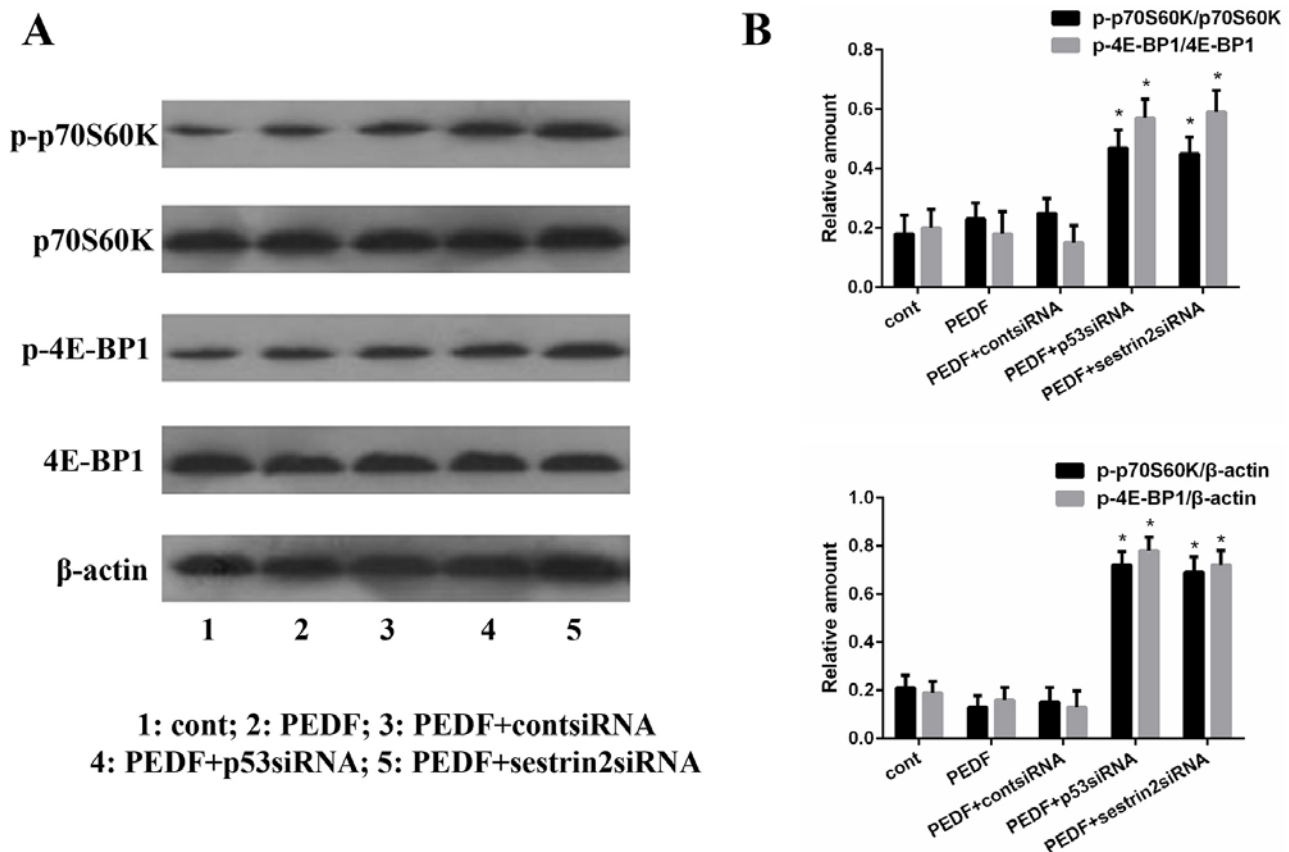 A
p-p70S60K
p70S60K
p-4E-BP1
4E-BP1
β-actin
1 2 3 4 5
1: cont; 2: PEDF; 3: PEDF+contsiRNA
4: PEDF+p53siRNA; 5: PEDF+sestrin2siRNA
B
p-p70S60K/p70S60K
p-4E-BP1/4E-BP1
Relative amount
0.8
0.6
0.4
0.2
0.0
* * * *
cont
PEDF
PEDF+contsiRNA
PEDF+p53siRNA
PEDF+sestrin2siRNA
p-p70S60K/β-actin
p-4E-BP1/β-actin
Relative amount
1.0
0.8
0.6
0.4
0.2
0.0
* * * *
cont
PEDF
PEDF+contsiRNA
PEDF+p53siRNA
PEDF+sestrin2siRNA